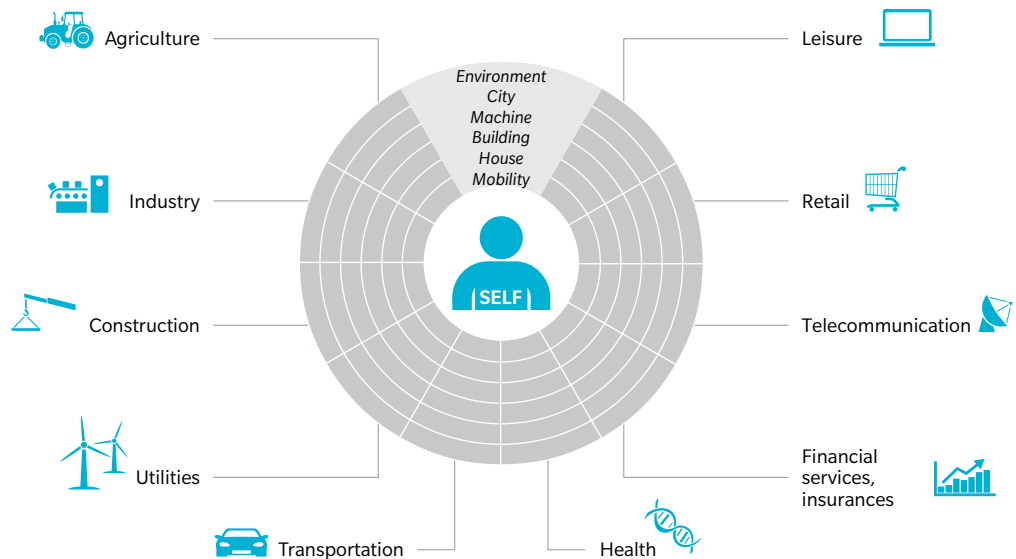 Agriculture
Leisure
Environment
City
Machine
Building
House
Mobility
Industry
Retail
SELF
Construction
Telecommunication
Utilities
Financial
services,
insurances
Transportation
Health